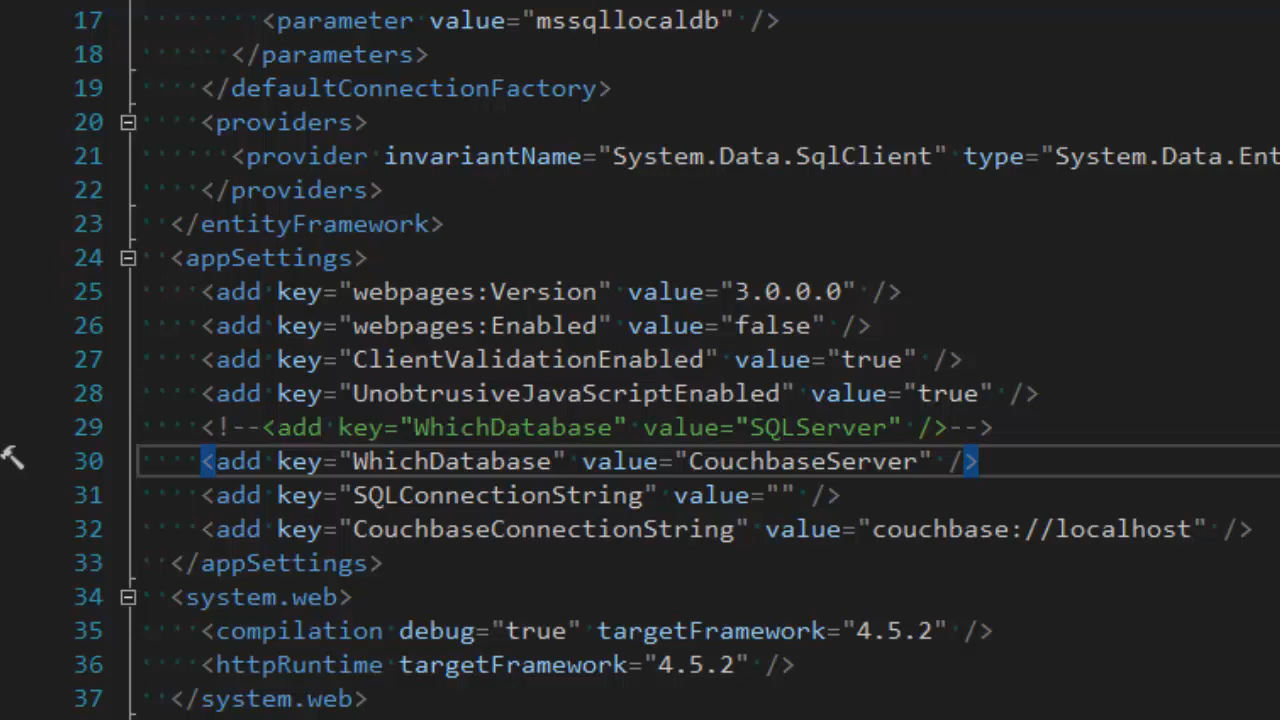 17 <parameter value="mssqllocaldb" />
18 </parameters>
19 </defaultConnectionFactory>
20 <providers>
21 <provider invariantName="System.Data.SqlClient" type="System.Data.Ent
22 </providers>
23 </entityFramework>
24 <appSettings>
25 <add key="webpages:Version" value="3.0.0.0" />
26 <add key="webpages:Enabled" value="false" />
27 <add key="ClientValidationEnabled" value="true" />
28 <add key="UnobtrusiveJavaScriptEnabled" value="true" />
29 <!--<add key="WhichDatabase" value="SQLServer" />-->
30 <add key="WhichDatabase" value="CouchbaseServer" />
31 <add key="SQLConnectionString" value="" />
32 <add key="CouchbaseConnectionString" value="couchbase://localhost" />
33 </appSettings>
34 <system.web>
35 <compilation debug="true" targetFramework="4.5.2" />
36 <httpRuntime targetFramework="4.5.2" />
37 </system.web>